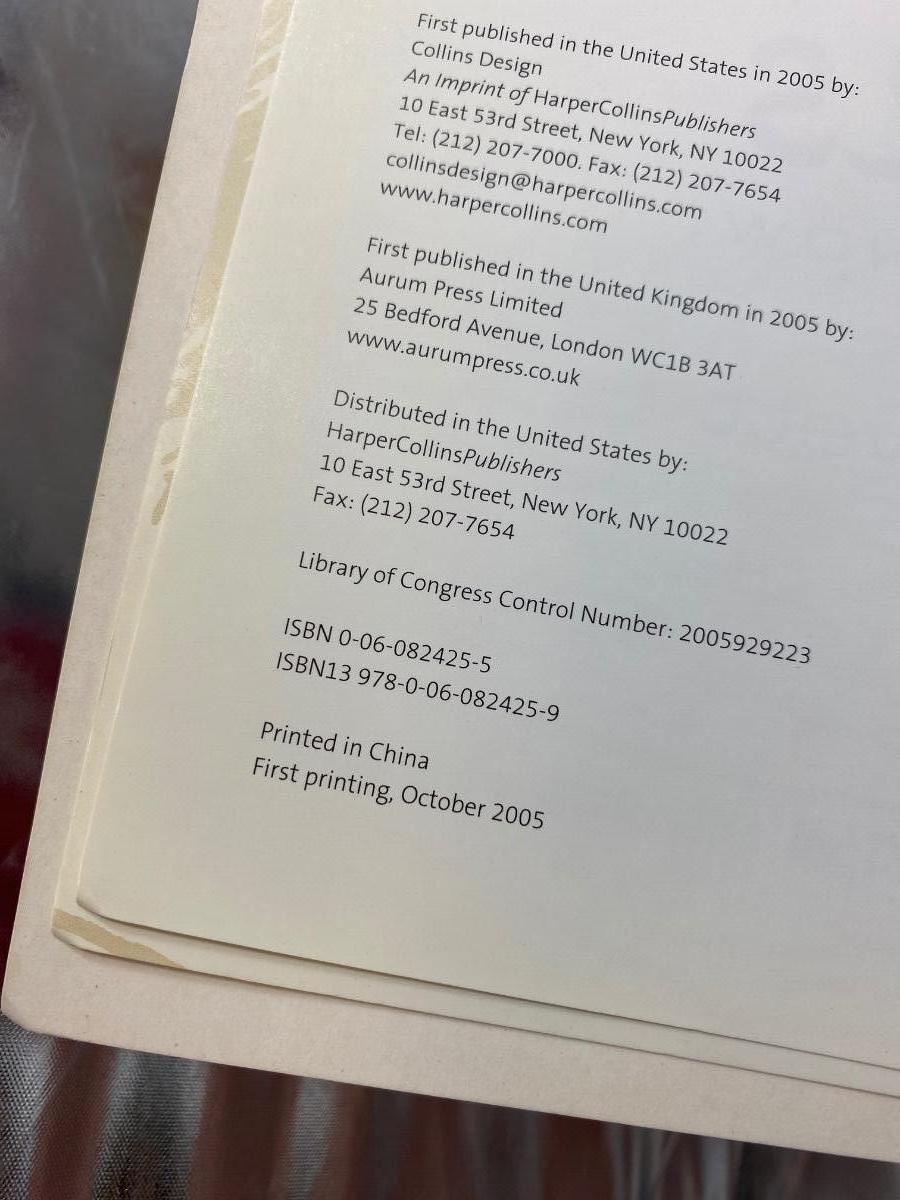 First published in the United States in 2005 by:
Collins Design
An Imprint of HarperCollinsPublishers
10 East 53rd Street, New York, NY 10022
Tel: (212) 207-7000. Fax: (212) 207-7654
collinsdesign@harpercollins.com
www.harpercollins.com
First published in the United Kingdom in 2005 by:
Aurum Press Limited
25 Bedford Avenue, London WC1B 3AT
www.aurumpress.co.uk
Distributed in the United States by:
HarperCollinsPublishers
10 East 53rd Street, New York, NY 10022
Fax: (212) 207-7654
Library of Congress Control Number: 2005929223
ISBN 0-06-082425-5
ISBN13 978-0-06-082425-9
Printed in China
First printing, October 2005